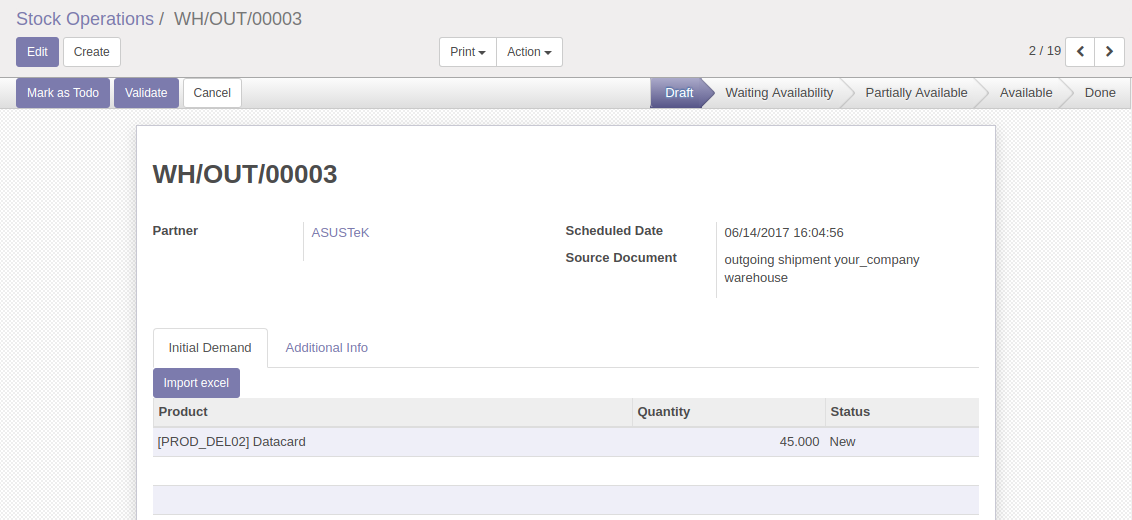 Stock Operations / WH/OUT/00003
Edit Create Print Action 2 / 19
Mark as Todo Validate Cancel Draft Waiting Availability Partially Available Available Done
WH/OUT/00003
Partner ASUSTeK Scheduled Date 06/14/2017 16:04:56
Source Document outgoing shipment your_company
warehouse
Initial Demand Additional Info
Import excel
Product Quantity Status
[PROD_DEL02] Datacard 45.000 New